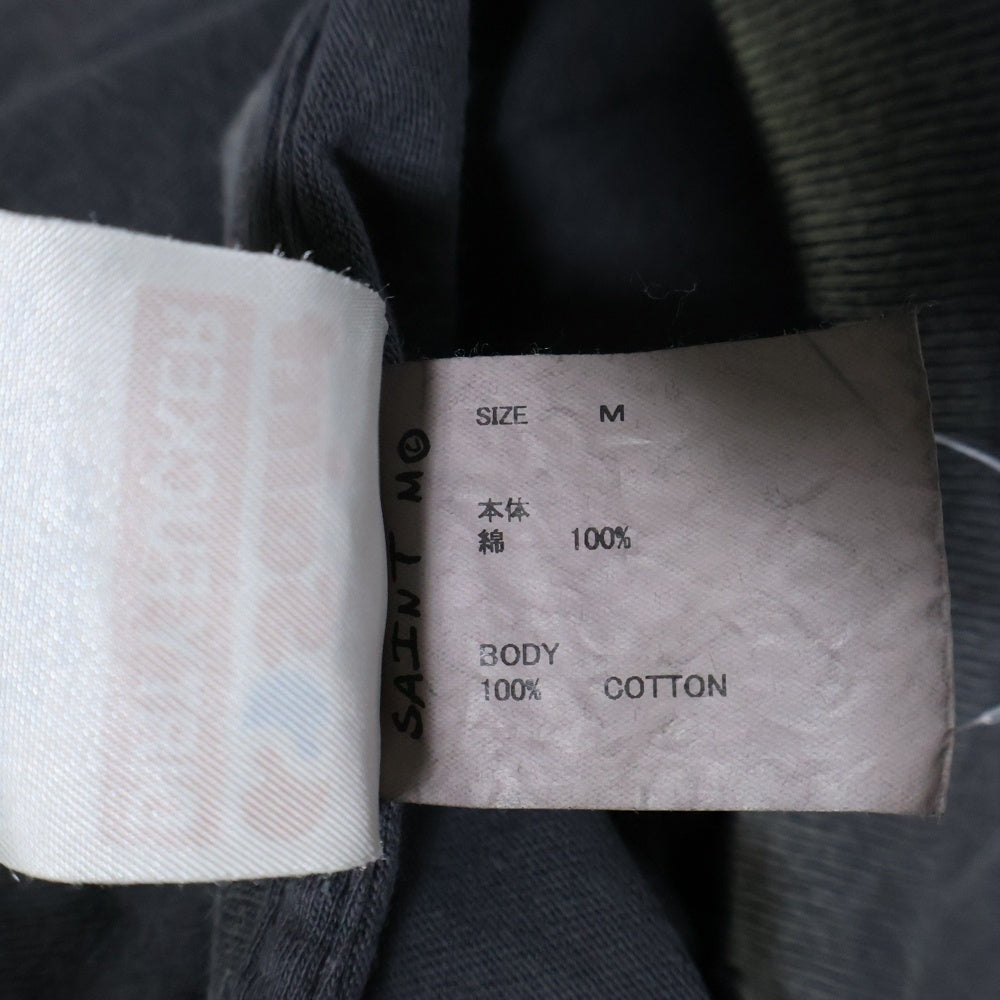 SAINT M©
SIZE M
本体
綿 100%
BODY
100% COTTON